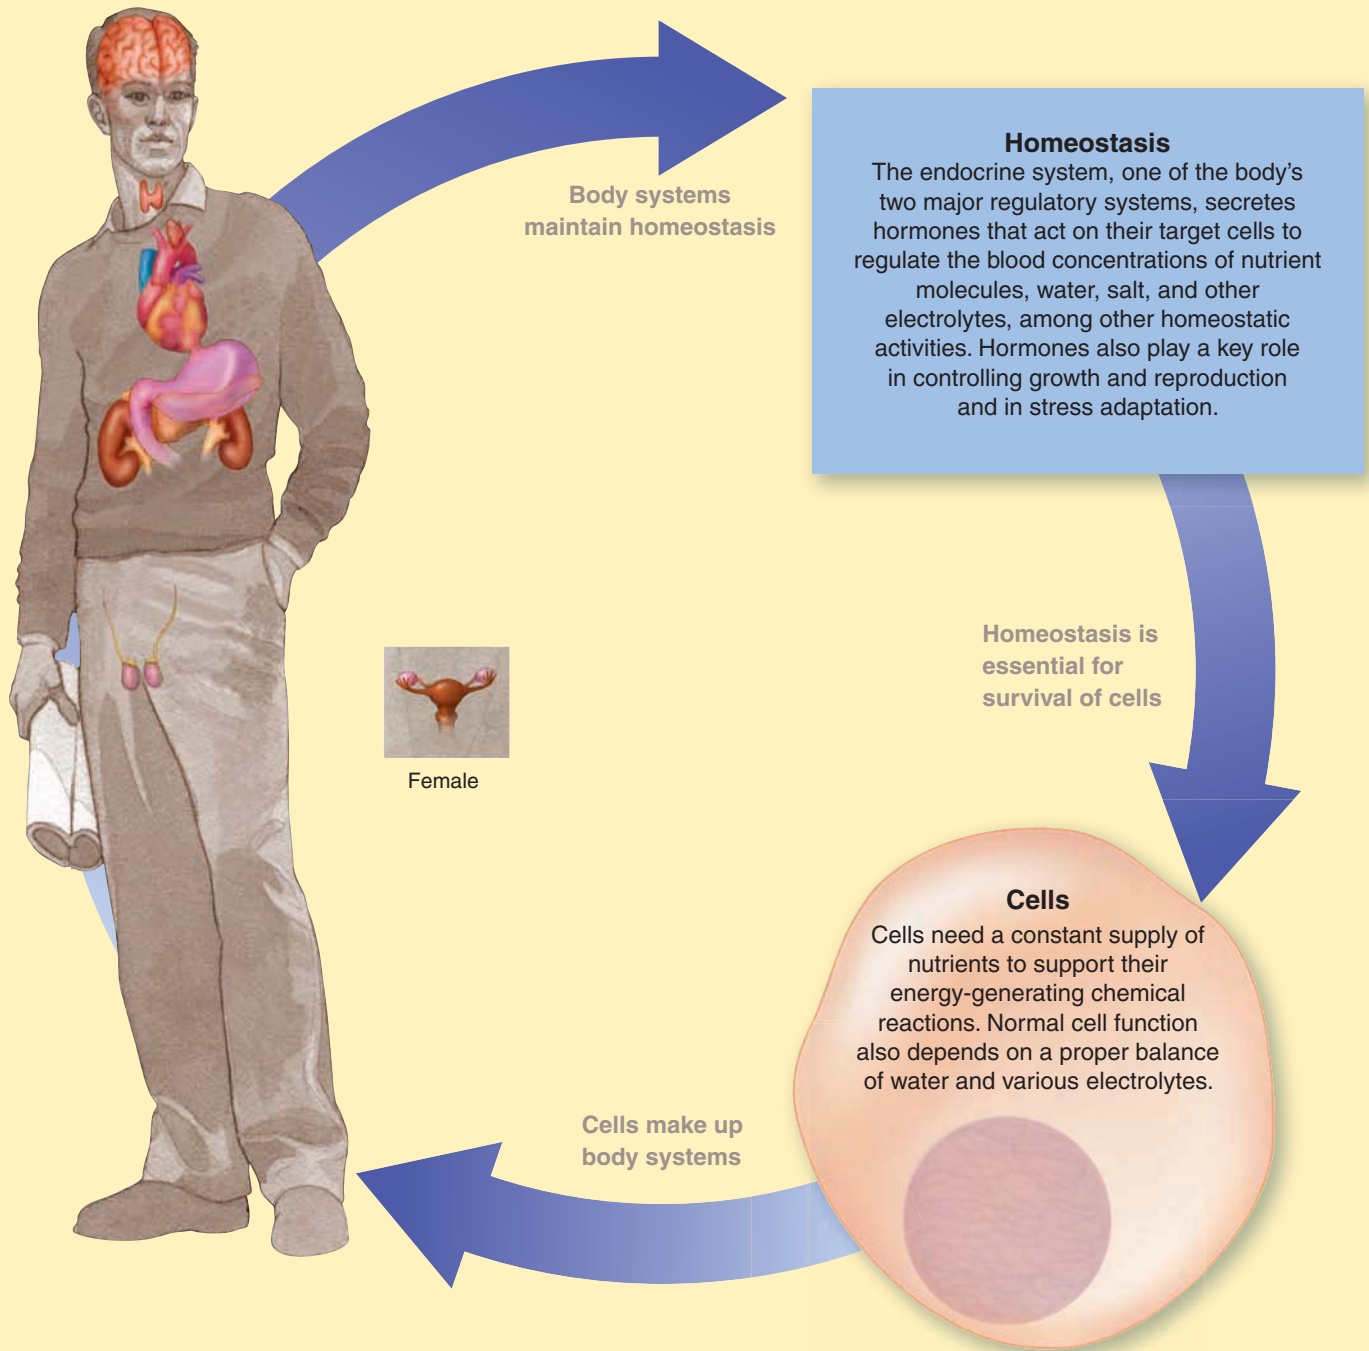 Body systems
maintain homeostasis
Homeostasis
The endocrine system, one of the body’s
two major regulatory systems, secretes
hormones that act on their target cells to
regulate the blood concentrations of nutrient
molecules, water, salt, and other
electrolytes, among other homeostatic
activities. Hormones also play a key role
in controlling growth and reproduction
and in stress adaptation.
Homeostasis is
essential for
survival of cells
Female
Cells
Cells need a constant supply of
nutrients to support their
energy-generating chemical
reactions. Normal cell function
also depends on a proper balance
of water and various electrolytes.
Cells make up
body systems